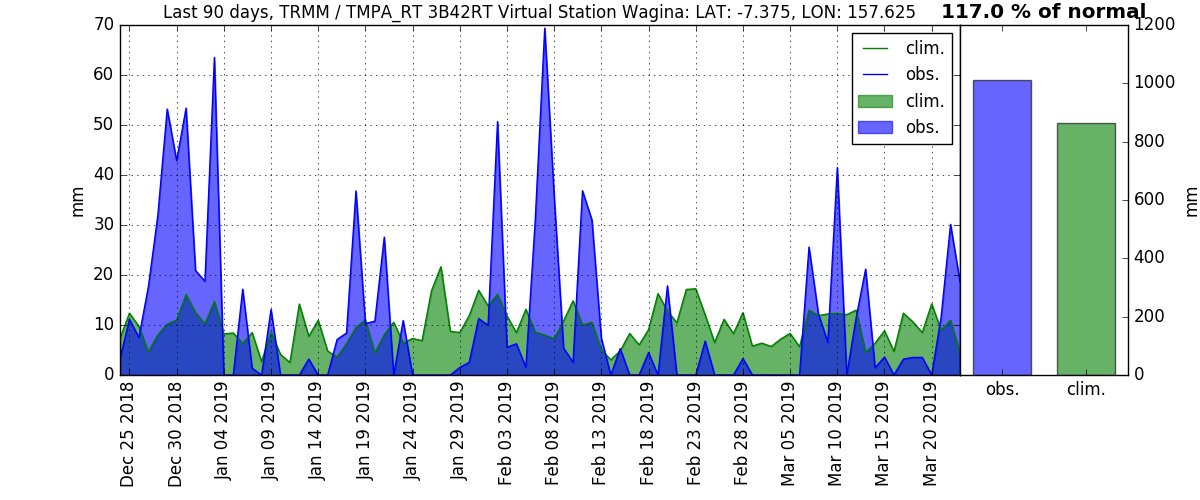 Last 90 days, TRMM / TMPA_RT 3B42RT Virtual Station Wagina: LAT: -7.375, LON: 157.625
117.0 % of normal
70
60
50
40
30
20
10
0
mm
clim.
obs.
clim.
obs.
1200
1000
800
600
400
200
0
mm
Dec 25 2018
Dec 30 2018
Jan 04 2019
Jan 09 2019
Jan 14 2019
Jan 19 2019
Jan 24 2019
Jan 29 2019
Feb 03 2019
Feb 08 2019
Feb 13 2019
Feb 18 2019
Feb 23 2019
Feb 28 2019
Mar 05 2019
Mar 10 2019
Mar 15 2019
Mar 20 2019
obs.
clim.